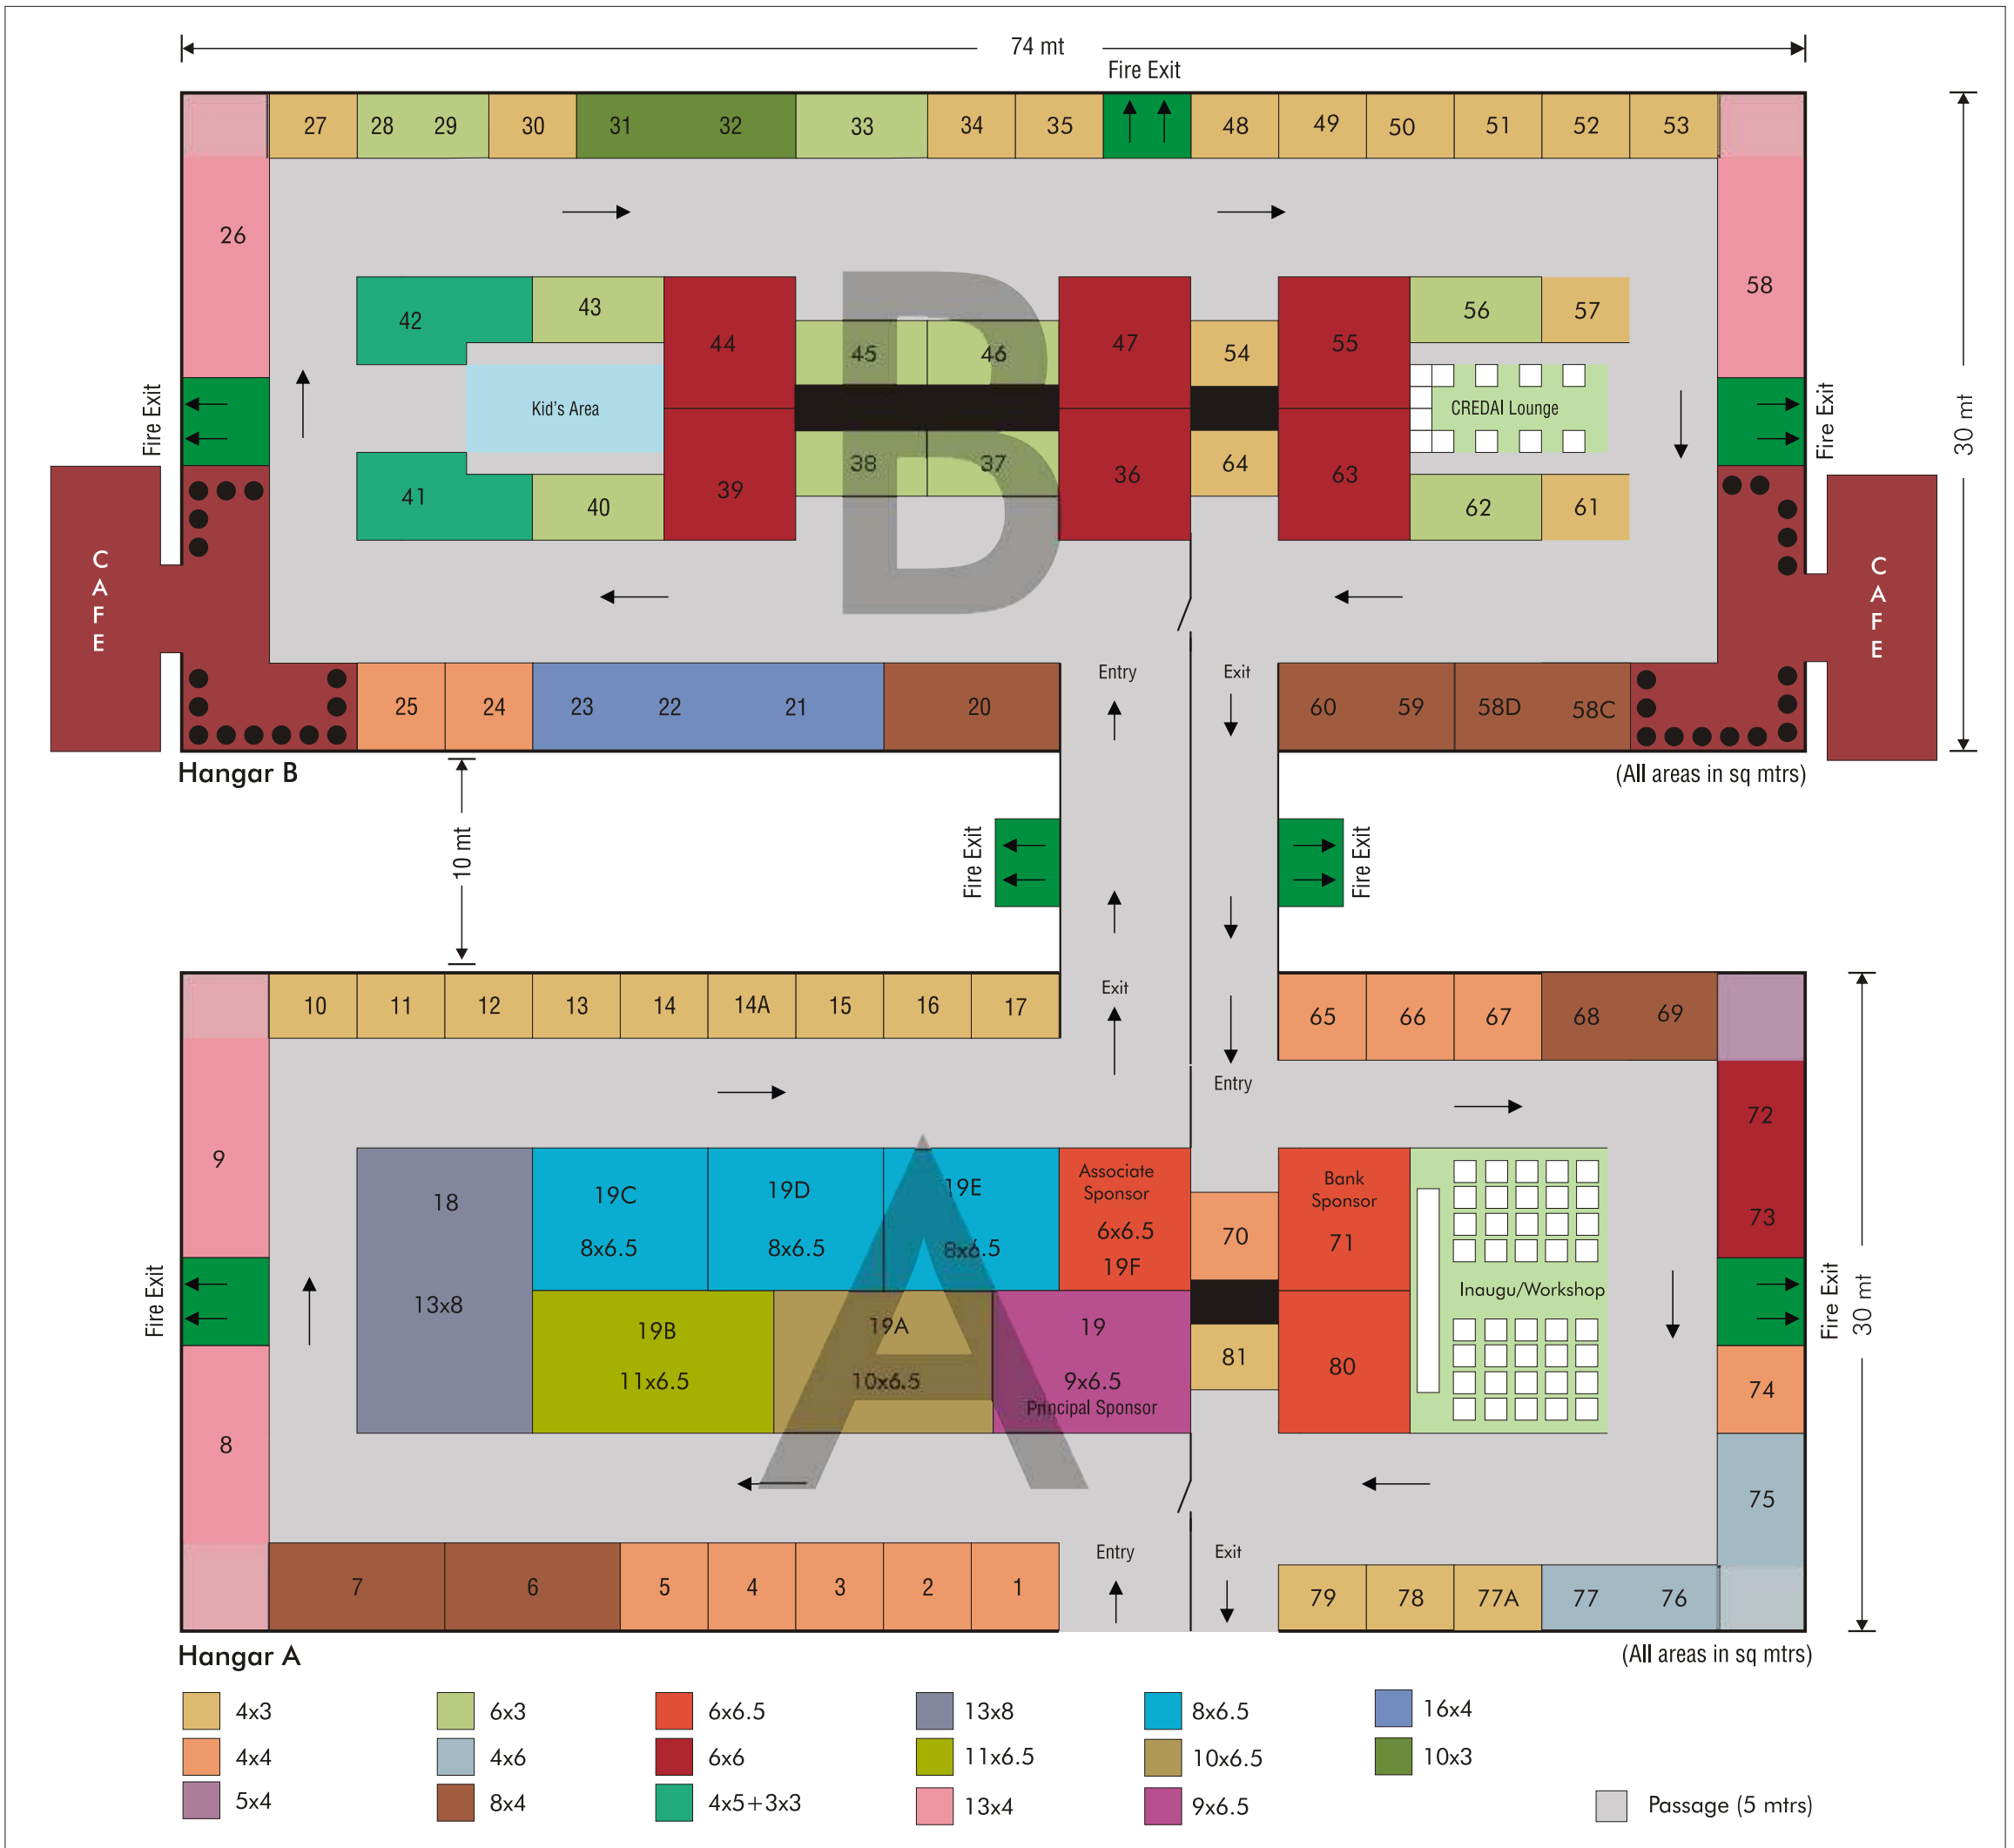 74 mt
Fire Exit
27 28 29 30 31 32 33 34 35 48 49 50 51 52 53
26
58
42 43 44 45 46 47 54 55 56 57
B
Kid's Area
CREDAI Lounge
Fire Exit
Fire Exit
30 mt
41 40 39 38 37 36 64 63 62 61
CAFE
CAFE
Entry
Exit
25 24 23 22 21 20
60 59 58D 58C
Hangar B
(All areas in sq mtrs)
10 mt
Fire Exit
Fire Exit
Exit
Entry
10 11 12 13 14 14A 15 16 17
65 66 67 68 69
9
72
73
18
13x8
19C
8x6.5
19D
8x6.5
19E
8x6.5
Associate
Sponsor
6x6.5
19F
70
Bank
Sponsor
71
A
Inaugu/Workshop
Fire Exit
Fire Exit
30 mt
19B
11x6.5
19A
10x6.5
19
9x6.5
Principal Sponsor
81
80
74
8
75
Entry
Exit
7 6 5 4 3 2 1
79 78 77A 77 76
Hangar A
(All areas in sq mtrs)
4x3 6x3 6x6.5 13x8 8x6.5 16x4
4x4 4x6 6x6 11x6.5 10x6.5 10x3
5x4 8x4 4x5+3x3 13x4 9x6.5 Passage (5 mtrs)